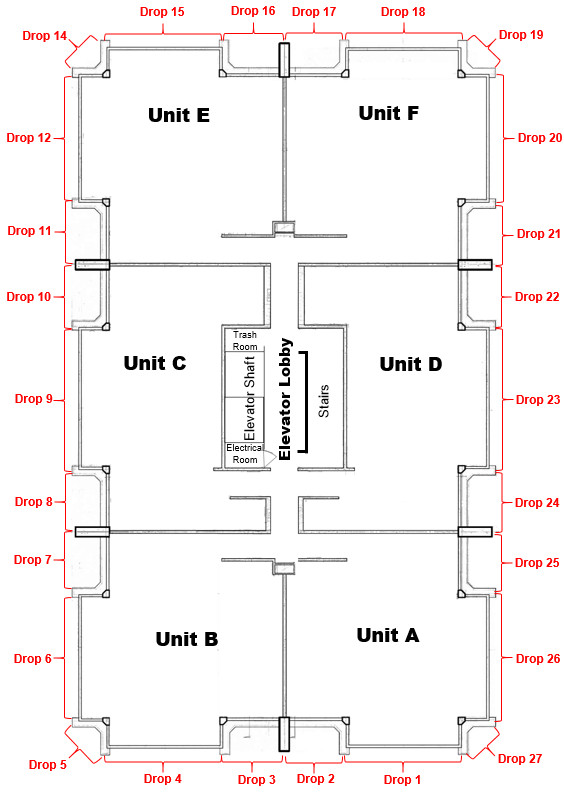 Drop 15
Drop 16
Drop 17
Drop 18
Drop 14
Drop 19
Unit E
Unit F
Drop 12
Drop 20
Drop 11
Drop 21
Drop 10
Drop 22
Trash
Room
Unit C
Elevator Shaft
Elevator Lobby
Stairs
Unit D
Drop 9
Drop 23
Electrical
Room
Drop 8
Drop 24
Drop 7
Drop 25
Unit B
Unit A
Drop 6
Drop 26
Drop 5
Drop 27
Drop 4
Drop 3
Drop 2
Drop 1